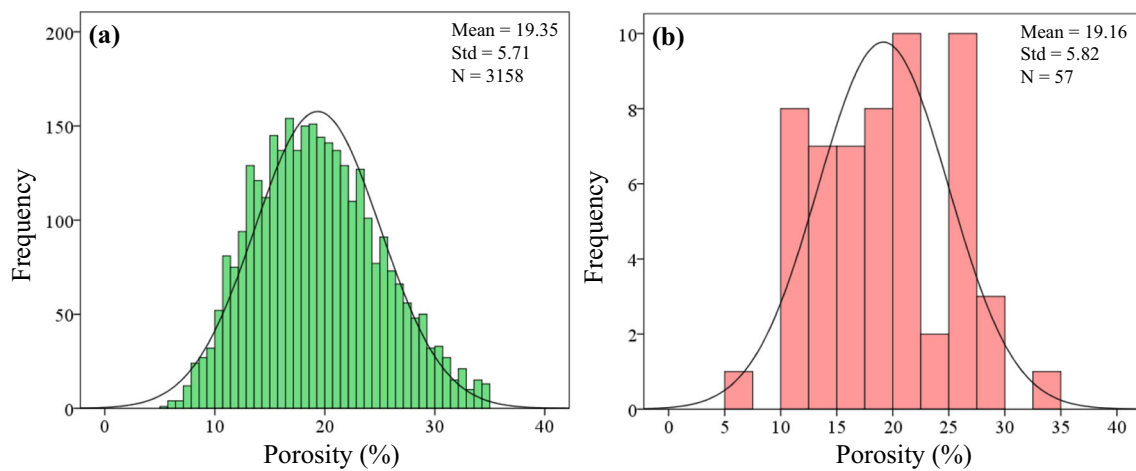 (a)
Mean = 19.35
Std = 5.71
N = 3158
Frequency
200
150
100
50
0
0 10 20 30 40
Porosity (%)
(b)
Mean = 19.16
Std = 5.82
N = 57
Frequency
10
8
6
4
2
0
0 5 10 15 20 25 30 35 40
Porosity (%)